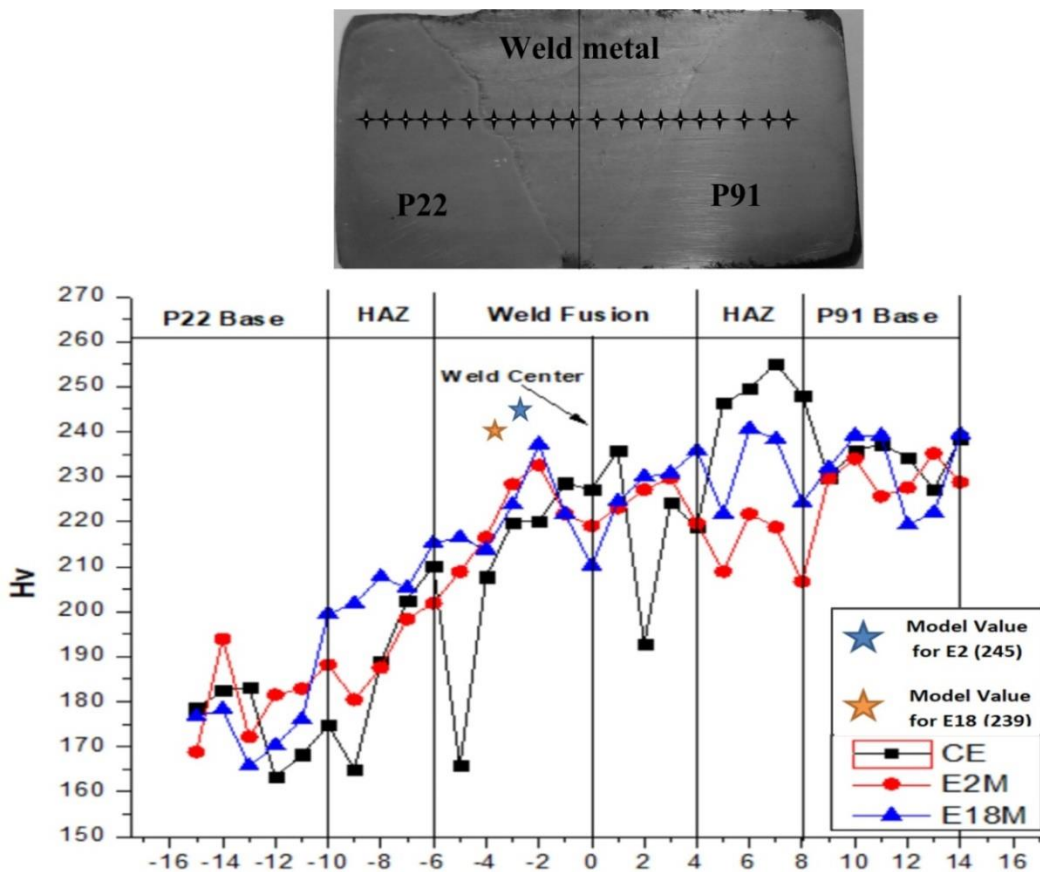 Weld metal
P22
P91
270
260
250
240
230
220
210
200
190
180
170
160
150
Hv
P22 Base
HAZ
Weld Fusion
HAZ
P91 Base
Weld Center
Model Value
for E2 (245)
Model Value
for E18 (239)
CE
E2M
E18M
-16 -14 -12 -10 -8 -6 -4 -2 0 2 4 6 8 10 12 14 16